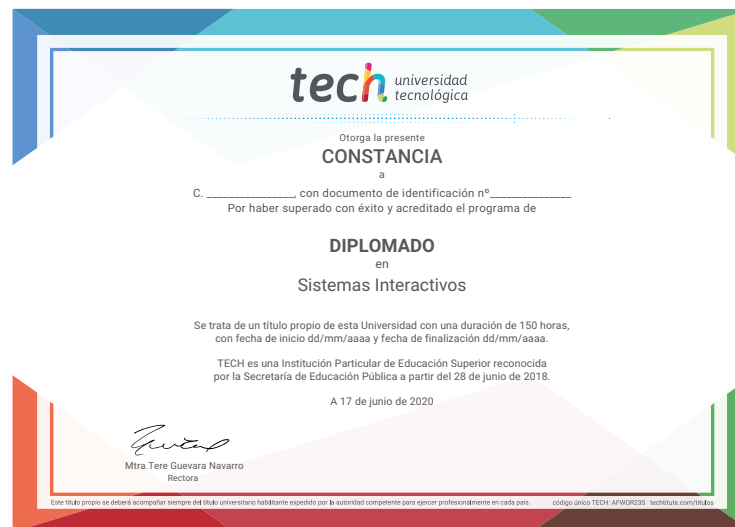 tech universidad
tecnológica
Otorga la presente
CONSTANCIA
a
C. ________________, con documento de identificación nº_______________
Por haber superado con éxito y acreditado el programa de
DIPLOMADO
en
Sistemas Interactivos
Se trata de un título propio de esta Universidad con una duración de 150 horas,
con fecha de inicio dd/mm/aaaa y fecha de finalización dd/mm/aaaa.
TECH es una Institución Particular de Educación Superior reconocida
por la Secretaría de Educación Pública a partir del 28 de junio de 2018.
A 17 de junio de 2020
Mtra.Tere Guevara Navarro
Rectora
Este título propio se deberá acompañar siempre del título universitario habilitante expedido por la autoridad competente para ejercer profesionalmente en cada país. código único TECH: AFWOR23S techtitute.com/títulos